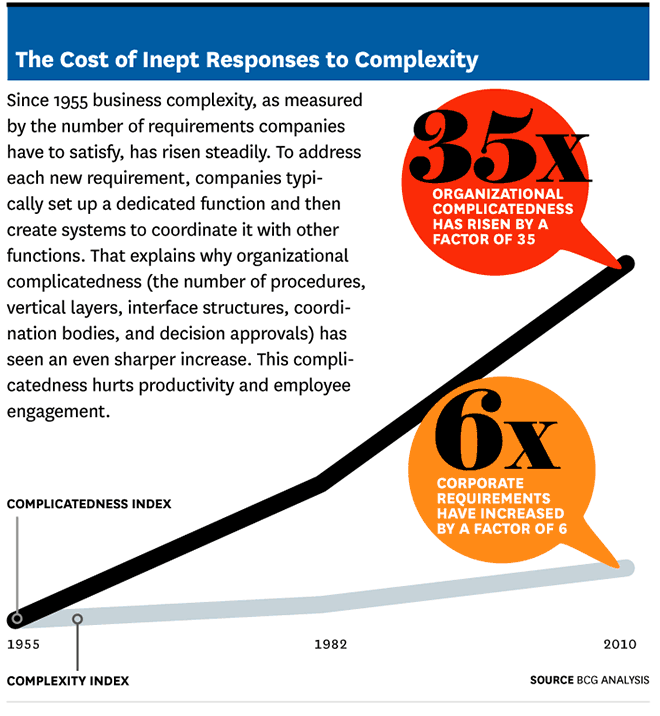 The Cost of Inept Responses to Complexity
Since 1955 business complexity, as measured
by the number of requirements companies
have to satisfy, has risen steadily. To address
each new requirement, companies typi-
cally set up a dedicated function and then
create systems to coordinate it with other
functions. That explains why organizational
complicatedness (the number of procedures,
vertical layers, interface structures, coordi-
nation bodies, and decision approvals) has
seen an even sharper increase. This compli-
catedness hurts productivity and employee
engagement.
35x
ORGANIZATIONAL
COMPLICATEDNESS
HAS RISEN BY A
FACTOR OF 35
6x
CORPORATE
REQUIREMENTS
HAVE INCREASED
BY A FACTOR OF 6
COMPLICATEDNESS INDEX
1955
1982
2010
COMPLEXITY INDEX
SOURCE BCG ANALYSIS